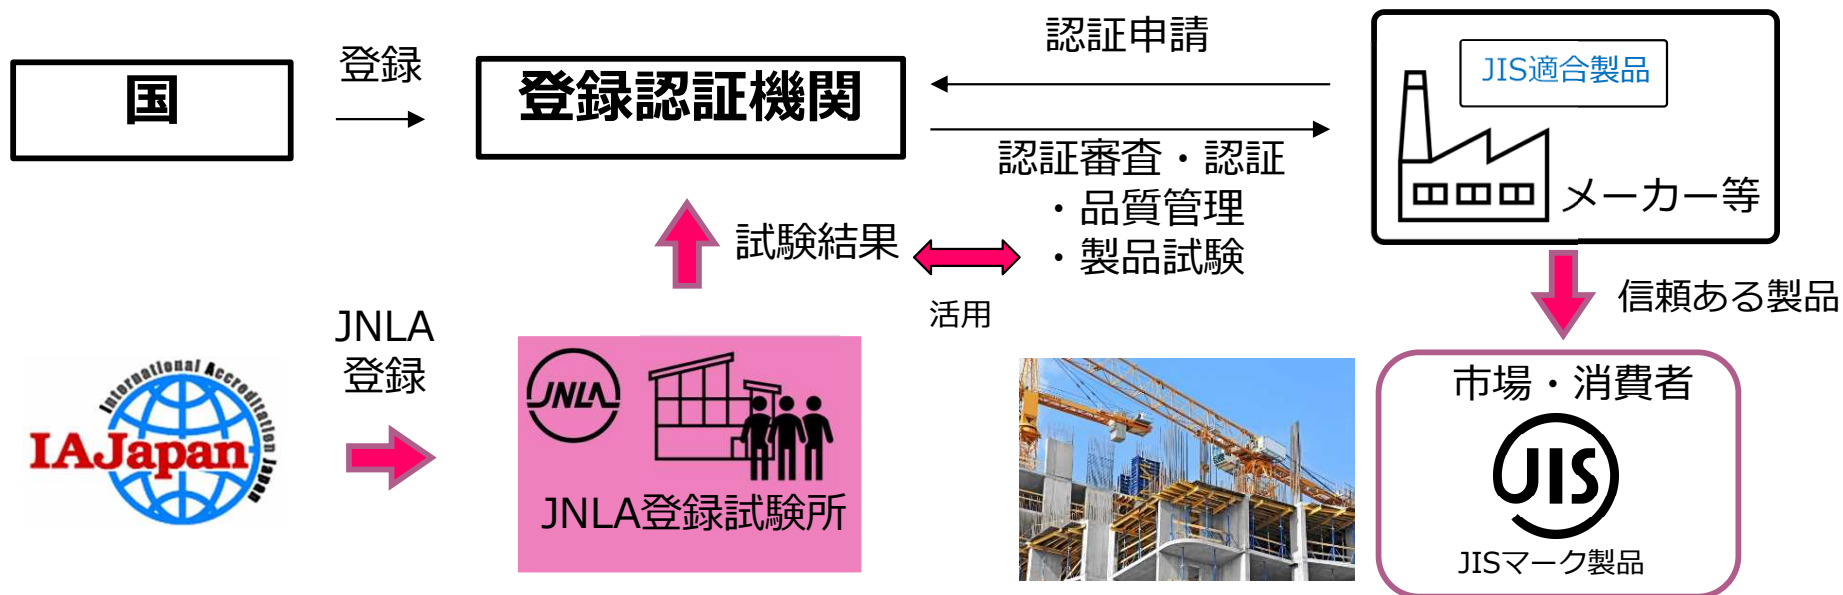 国
登録
登録認証機関
認証申請
JIS適合製品
メーカー等
認証審査・認証
・品質管理
・製品試験
試験結果
活用
信頼ある製品
JNLA
登録
International Accreditation Japan
IAJapan
JNLA
JNLA登録試験所
市場・消費者
JIS
JISマーク製品